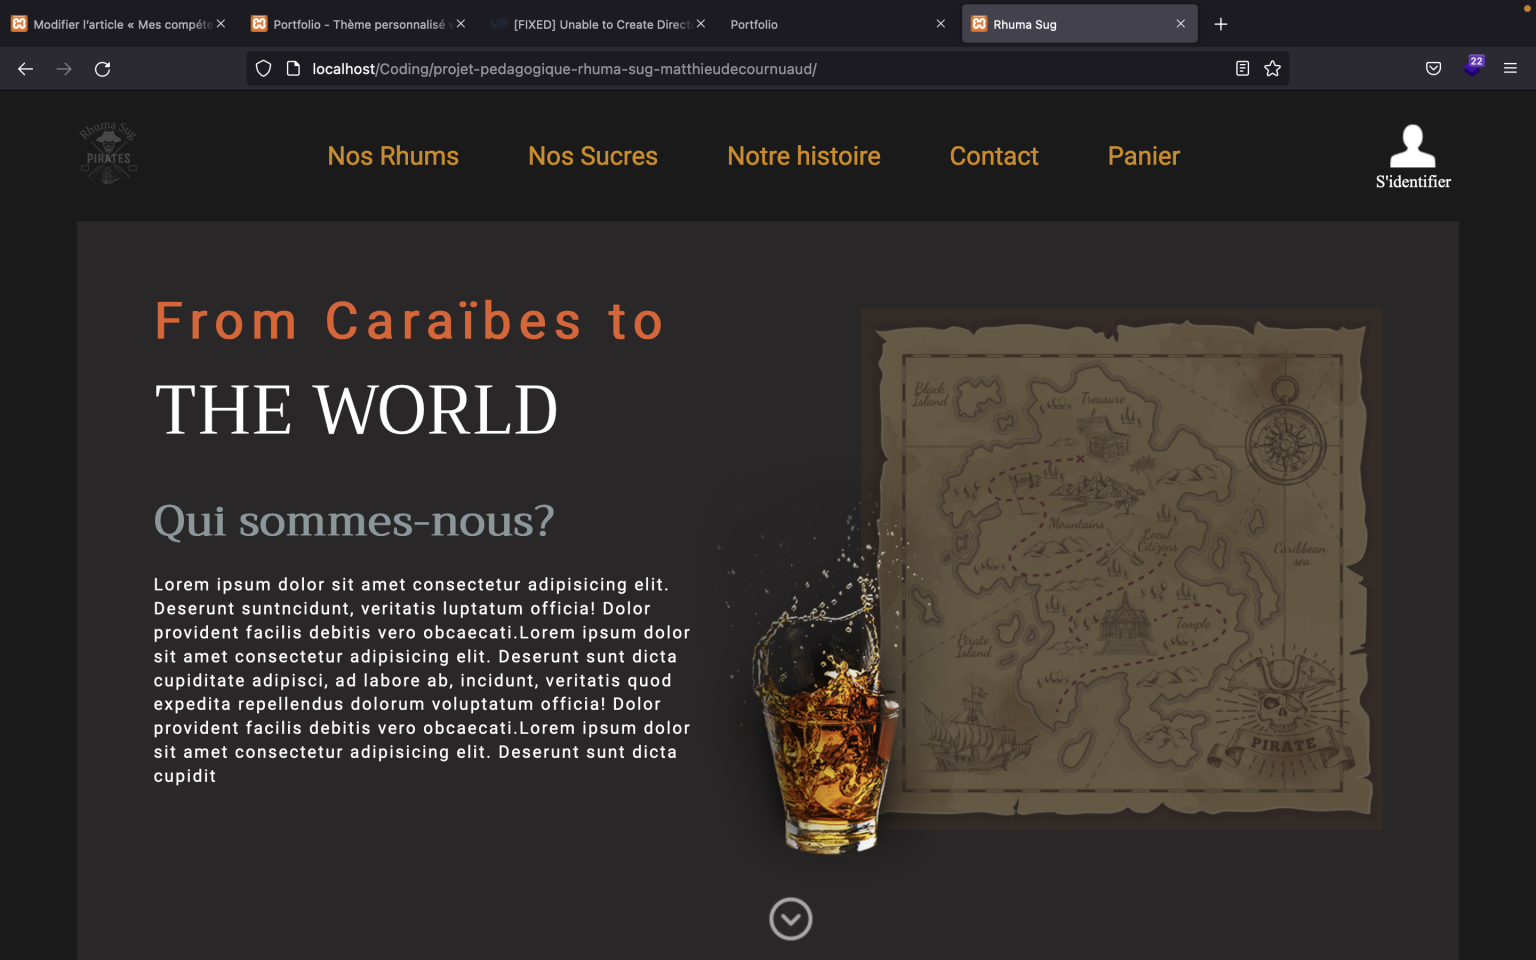 Modifier l'article « Mes compéte
Portfolio - Thème personnalisé
[FIXED] Unable to Create Direct
Portfolio
Rhuma Sug
localhost/Coding/projet-pedagogique-rhuma-sug-matthieudecournuaud/
22
Rhuma Sug
PIRATES
Nos Rhums
Nos Sucres
Notre histoire
Contact
Panier
S'identifier
From Caraïbes to
THE WORLD
Qui sommes-nous?
Lorem ipsum dolor sit amet consectetur adipisicing elit.
Deserunt suntncidunt, veritatis luptatum officia! Dolor
provident facilis debitis vero obcaecati.Lorem ipsum dolor
sit amet consectetur adipisicing elit. Deserunt sunt dicta
cupiditate adipisci, ad labore ab, incidunt, veritatis quod
expedita repellendus dolorum voluptatum officia! Dolor
provident facilis debitis vero obcaecati.Lorem ipsum dolor
sit amet consectetur adipisicing elit. Deserunt sunt dicta
cupidit
Black
Island
Treasure
Mountains
Local
Citizens
Caribbean
sea
Temple
Pirate
Island
PIRATE